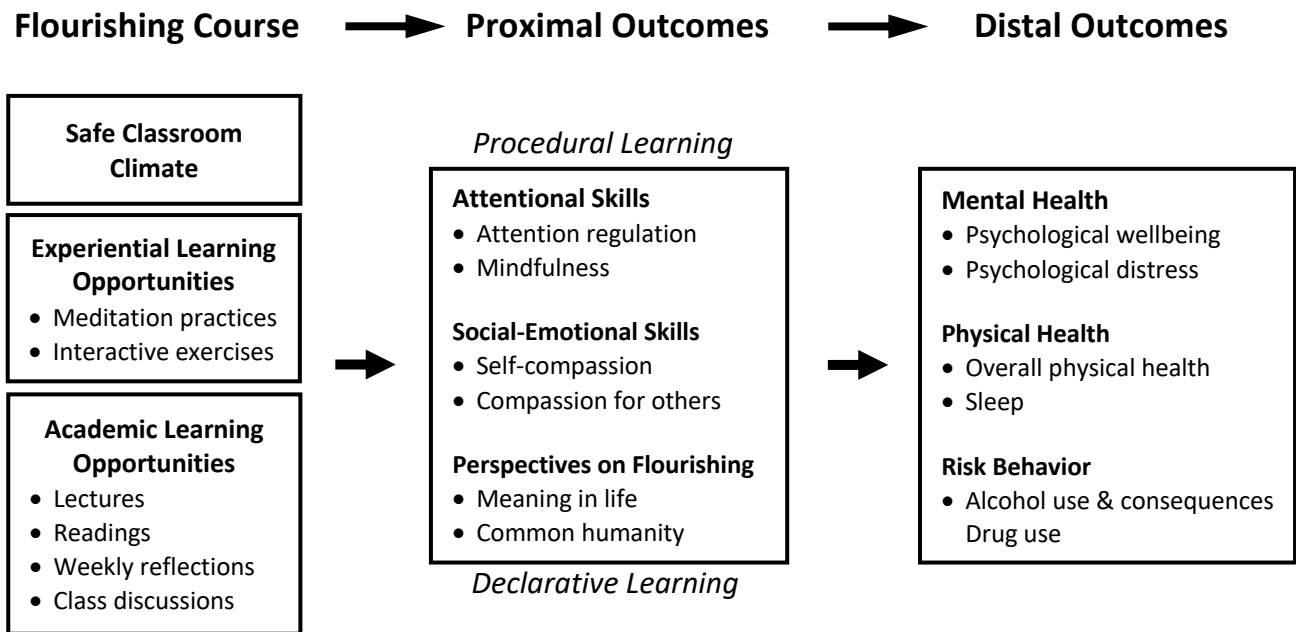 Flourishing Course
Proximal Outcomes
Distal Outcomes
Safe Classroom
Climate
Experiential Learning
Opportunities
• Meditation practices
• Interactive exercises
Academic Learning
Opportunities
• Lectures
• Readings
• Weekly reflections
• Class discussions
Procedural Learning
Attentional Skills
• Attention regulation
• Mindfulness
Social-Emotional Skills
• Self-compassion
• Compassion for others
Perspectives on Flourishing
• Meaning in life
• Common humanity
Declarative Learning
Mental Health
• Psychological wellbeing
• Psychological distress
Physical Health
• Overall physical health
• Sleep
Risk Behavior
• Alcohol use & consequences
Drug use